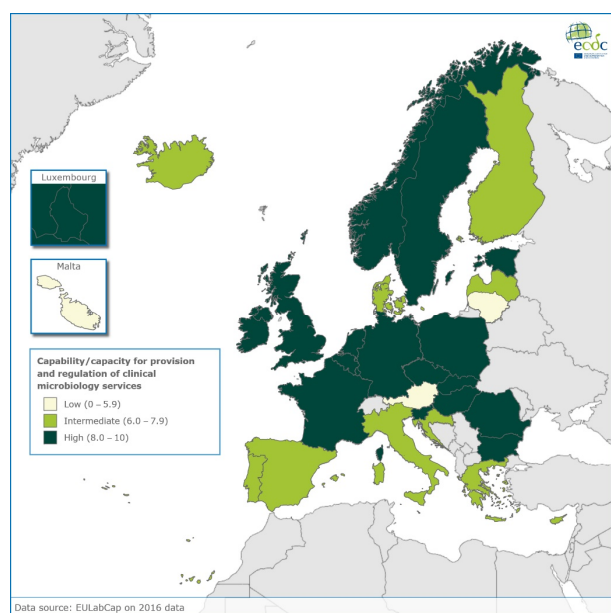 ecdc
Luxembourg
Malta
Capability/capacity for provision
and regulation of clinical
microbiology services
Low (0 – 5.9)
Intermediate (6.0 – 7.9)
High (8.0 – 10)
Data source: EULabCap on 2016 data